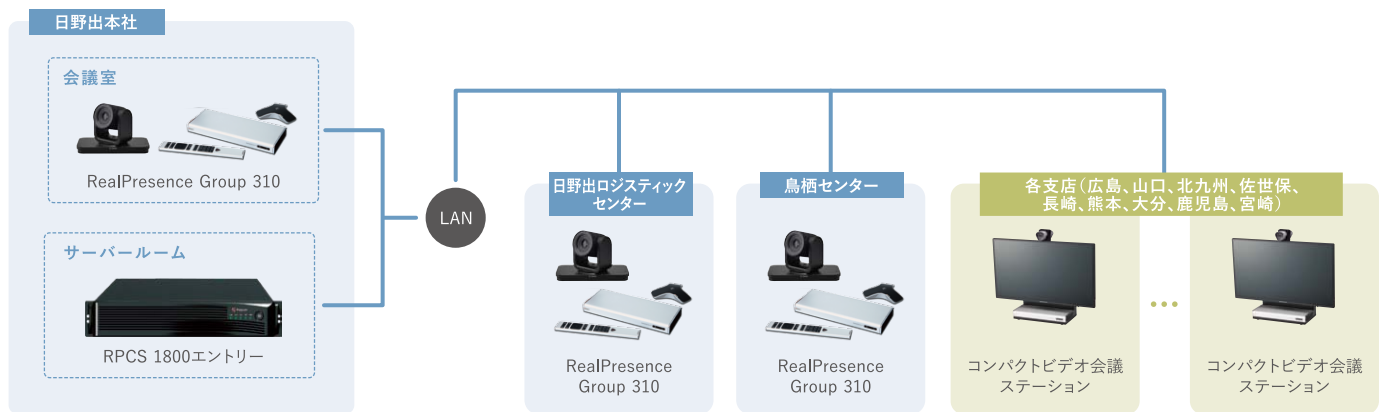 日野出本社
会議室
RealPresence Group 310
サーバールーム
RPCS 1800エントリー
LAN
日野出ロジスティック
センター
RealPresence
Group 310
鳥栖センター
RealPresence
Group 310
各支店(広島、山口、北九州、佐世保、
長崎、熊本、大分、鹿児島、宮崎)
コンパクトビデオ会議
ステーション
…
コンパクトビデオ会議
ステーション